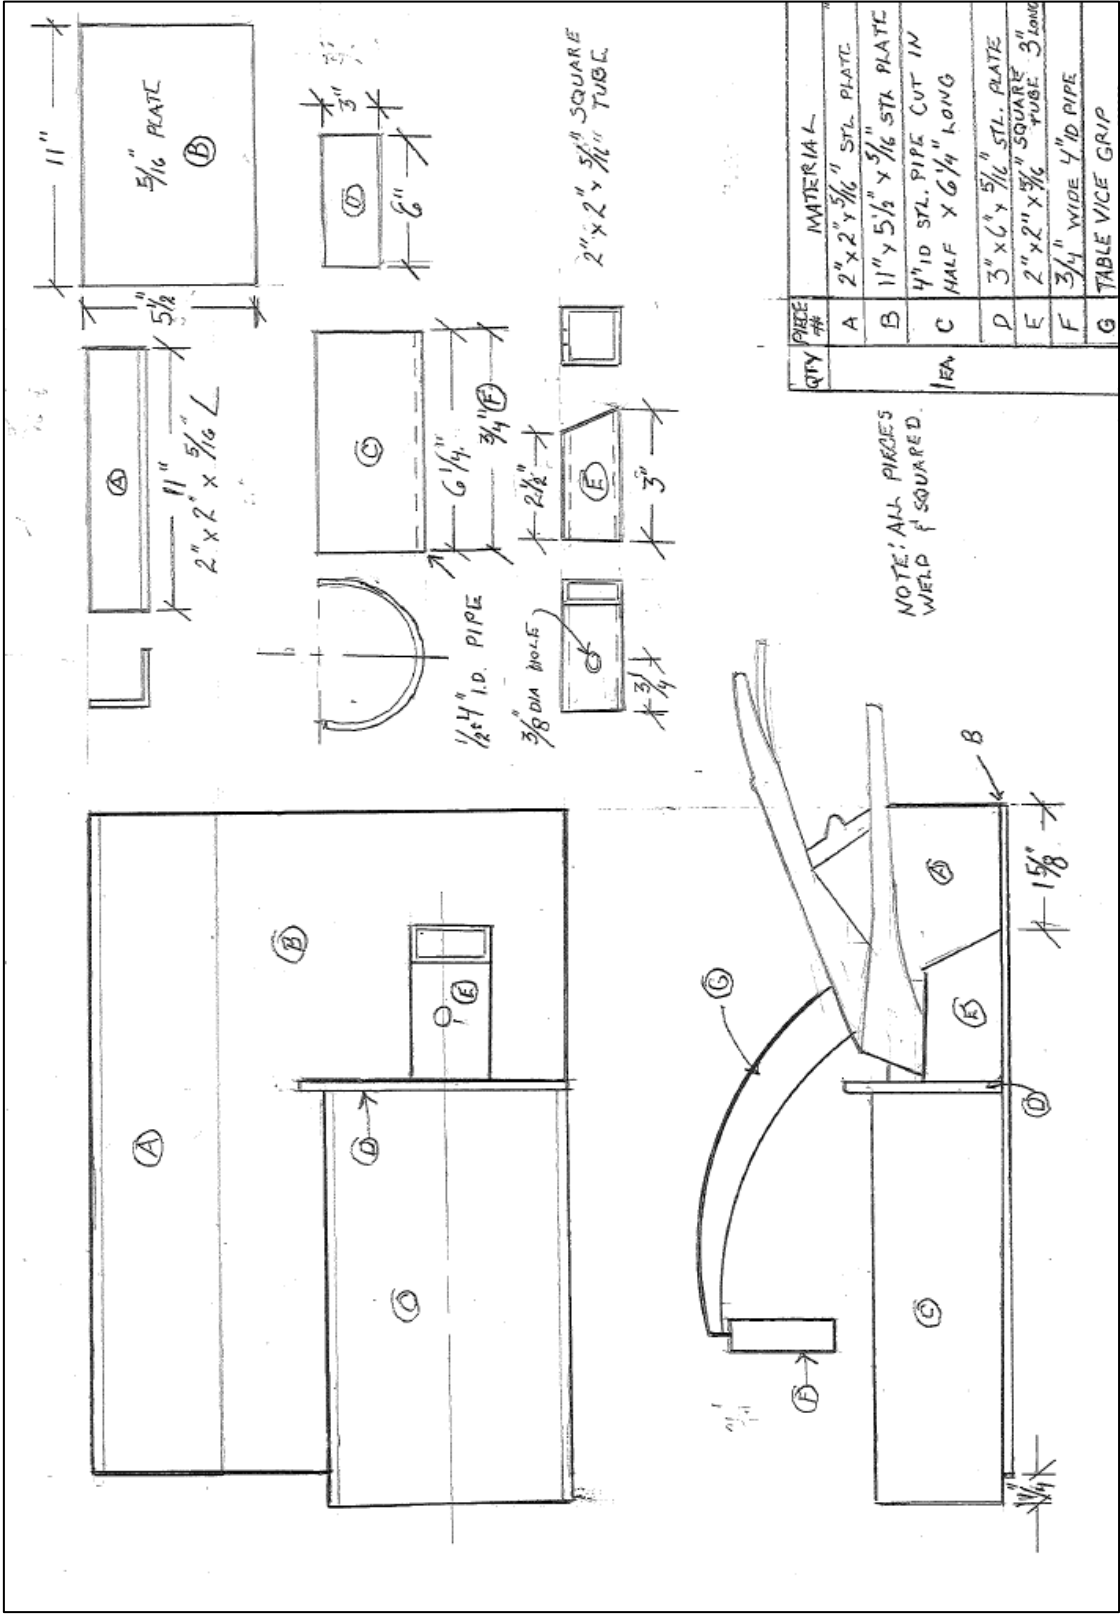 11"
5/16" PLATE
B
5 1/2"
3"
D
6"
2" x 2" x 5/16" SQUARE
TUBE
A
11"
2" x 2" x 5/16" L
C
6 1/4"
3/4" F
1/2 4" I.D. PIPE
2 1/2"
E
3"
3/8" DIA HOLE
3/4
NOTE: ALL PIECES
WELD & SQUARED.
QTY PIECE # MATERIAL
A 2" x 2" x 5/16" STL PLATE
B 11" x 5 1/2" x 5/16 STL PLATE
1 EA. C 4" ID STL. PIPE CUT IN
HALF x 6 1/4" LONG
D 3" x 6" x 5/16" STL. PLATE
E 2" x 2" x 5/16" SQUARE
TUBE 3" LONG
F 3/4" WIDE 4" ID PIPE
G TABLE VICE GRIP
A
B
E
D
C
G
A
B
E
1 5/8"
D
C
F